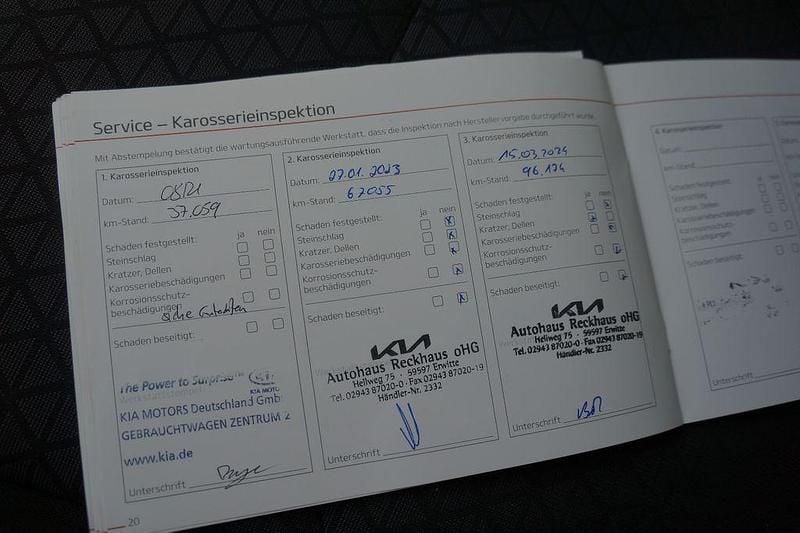 Service – Karosserieinspektion
Mit Abstempelung bestätigt die wartungsausführende Werkstatt, dass die Inspektion nach Herstellervorgabe durchgeführt wurde.
1. Karosserieinspektion
Datum: 08/21
km-Stand: 37.059
ja nein
Schaden festgestellt:
Steinschlag
Kratzer, Dellen
Karosseriebeschädigungen
Korrosionsschutz-
beschädigungen
Siehe Gutachten
Schaden beseitigt:
The Power to Surprise
KIA MOTORS Deutschland Gmb
GEBRAUCHTWAGEN ZENTRUM 2
www.kia.de
Unterschrift
20
2. Karosserieinspektion
Datum: 27.01.2023
km-Stand: 67055
ja nein
Schaden festgestellt:
Steinschlag
Kratzer, Dellen
Karosseriebeschädigungen
Korrosionsschutz-
beschädigungen
Schaden beseitigt:
KIA
Autohaus Reckhaus oHG
Hellweg 75 · 59597 Erwitte
Tel. 02943 87020-0 · Fax 02943 87020-19
Händler-Nr. 2332
Unterschrift
3. Karosserieinspektion
Datum: 15.03.2024
km-Stand: 96.174
ja nein
Schaden festgestellt:
Steinschlag
Kratzer, Dellen
Karosseriebeschädigungen
Korrosionsschutz-
beschädigungen
Schaden beseitigt:
KIA
Autohaus Reckhaus oHG
Hellweg 75 · 59597 Erwitte
Tel. 02943 87020-0 · Fax 02943 87020-19
Händler-Nr. 2332
Unterschrift
4. Karosserieinspektion
Datum:
km-Stand:
Schaden festgestellt:
Steinschlag
Kratzer, Dellen
Karosseriebeschädigungen
Korrosionsschutz-
beschädigungen
Schaden beseitigt:
Unterschrift